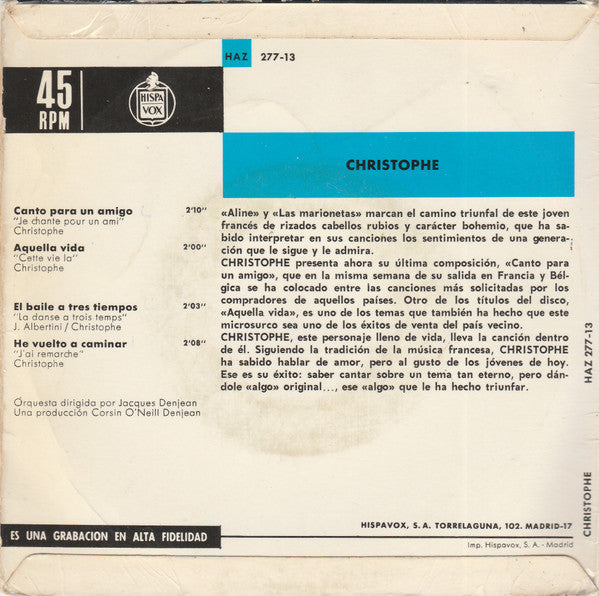 HAZ 277-13
45
RPM
HISPA
VOX
CHRISTOPHE
Canto para un amigo 2'10"
"Je chante pour un ami"
Christophe
Aquella vida 2'00"
"Cette vie la"
Christophe
El baile a tres tiempos 2'03"
"La danse a trois temps"
J. Albertini / Christophe
He vuelto a caminar 2'08"
"J'ai remarche"
Christophe
Orquesta dirigida por Jacques Denjean
Una producción Corsin O'Neill Denjean
«Aline» y «Las marionetas» marcan el camino triunfal de este joven
francés de rizados cabellos rubios y carácter bohemio, que ha sa-
bido interpretar en sus canciones los sentimientos de una genera-
ción que le sigue y le admira.
CHRISTOPHE presenta ahora su última composición, «Canto para
un amigo», que en la misma semana de su salida en Francia y Bél-
gica se ha colocado entre las canciones más solicitadas por los
compradores de aquellos países. Otro de los títulos del disco,
«Aquella vida», es uno de los temas que también ha hecho que este
microsurco sea uno de los éxitos de venta del país vecino.
CHRISTOPHE, este personaje lleno de vida, lleva la canción dentro
de él. Siguiendo la tradición de la música francesa, CHRISTOPHE
ha sabido hablar de amor, pero al gusto de los jóvenes de hoy.
Ese es su éxito: saber cantar sobre un tema tan eterno, pero dán-
dole «algo» original..., ese «algo» que le ha hecho triunfar.
HAZ 277-13
CHRISTOPHE
HISPAVOX, S. A. TORRELAGUNA, 102. MADRID-17
ES UNA GRABACION EN ALTA FIDELIDAD
Imp. Hispavox, S. A. - Madrid